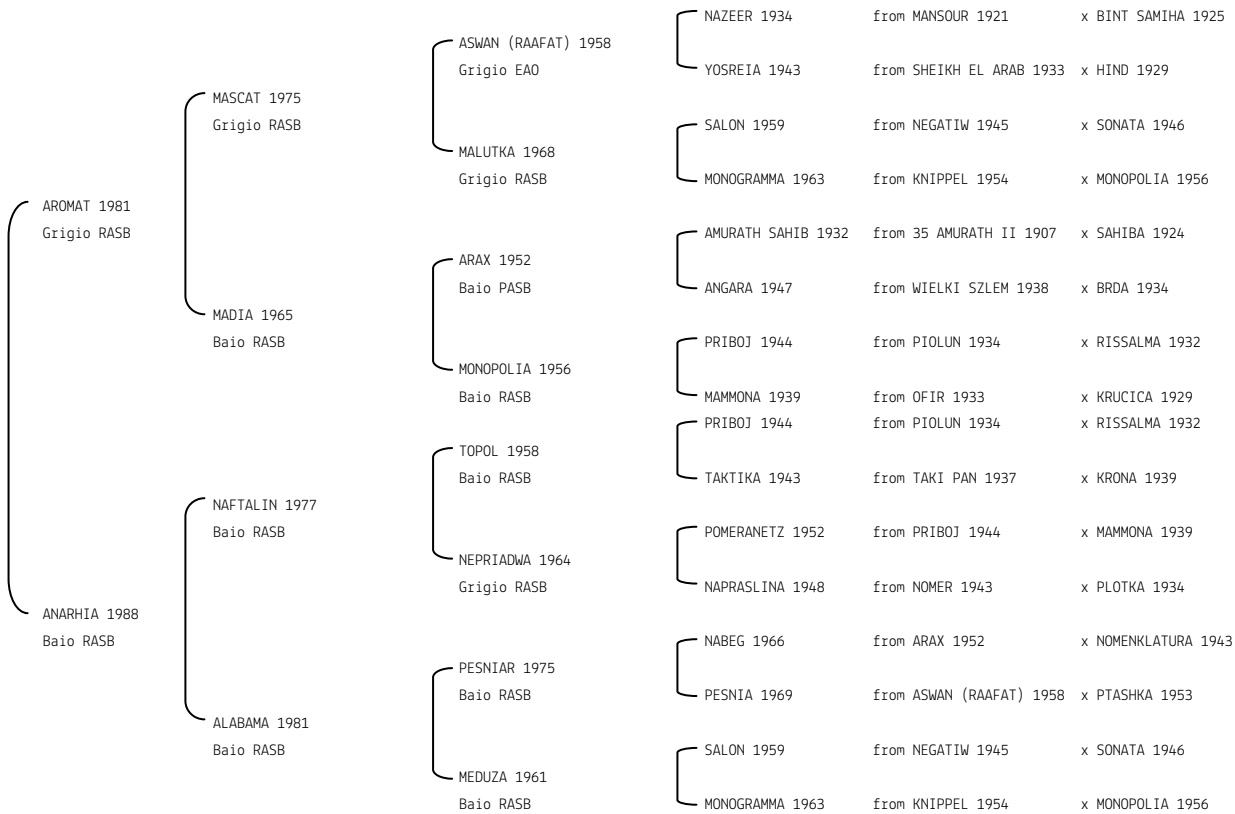 NAZEER 1934 from MANSOUR 1921 x BINT SAMIHA 1925
ASWAN (RAAFAT) 1958
Grigio EAO
YOSREIA 1943 from SHEIKH EL ARAB 1933 x HIND 1929
MASCAT 1975
Grigio RASB
SALON 1959 from NEGATIW 1945 x SONATA 1946
MALUTKA 1968
Grigio RASB
MONOGRAMMA 1963 from KNIPPEL 1954 x MONOPOLIA 1956
AROMAT 1981
Grigio RASB
AMURATH SAHIB 1932 from 35 AMURATH II 1907 x SAHIBA 1924
ARAX 1952
Baio PASB
ANGARA 1947 from WIELKI SZLEM 1938 x BRDA 1934
MADIA 1965
Baio RASB
PRIBOJ 1944 from PIOLUN 1934 x RISSALMA 1932
MONOPOLIA 1956
Baio RASB
MAMMONA 1939 from OFIR 1933 x KRUCICA 1929
PRIBOJ 1944 from PIOLUN 1934 x RISSALMA 1932
TOPOL 1958
Baio RASB
TAKTIKA 1943 from TAKI PAN 1937 x KRONA 1939
NAFTALIN 1977
Baio RASB
POMERANETZ 1952 from PRIBOJ 1944 x MAMMONA 1939
NEPRIADWA 1964
Grigio RASB
NAPRASLINA 1948 from NOMER 1943 x PLOTKA 1934
ANARHIA 1988
Baio RASB
NABEG 1966 from ARAX 1952 x NOMENKLATURA 1943
PESNIAR 1975
Baio RASB
PESNIA 1969 from ASWAN (RAAFAT) 1958 x PTASHKA 1953
ALABAMA 1981
Baio RASB
SALON 1959 from NEGATIW 1945 x SONATA 1946
MEDUZA 1961
Baio RASB
MONOGRAMMA 1963 from KNIPPEL 1954 x MONOPOLIA 1956